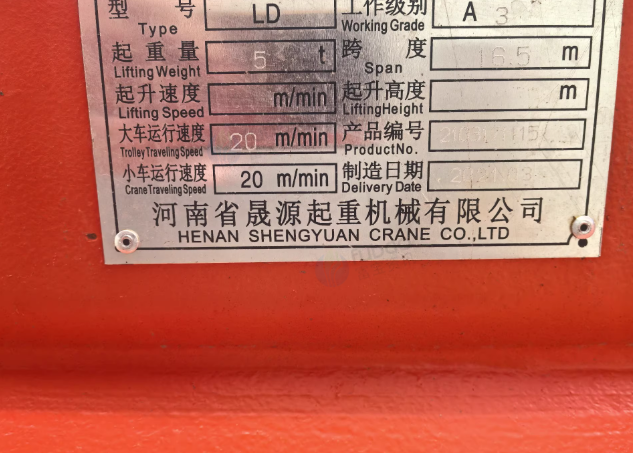 型 号 LD 工作级别 A 3
Type Working Grade
起重量 5 t 跨 度 16.5 m
Lifting Weight Span
起升速度 m/min 起升高度 m
Lifting Speed LiftingHeight
大车运行速度 20 m/min 产品编号
Trolley Traveling Speed ProductNo.
小车运行速度 20 m/min 制造日期
Crane Traveling Speed Delivery Date
河南省晟源起重机械有限公司
HENAN SHENGYUAN CRANE CO.,LTD